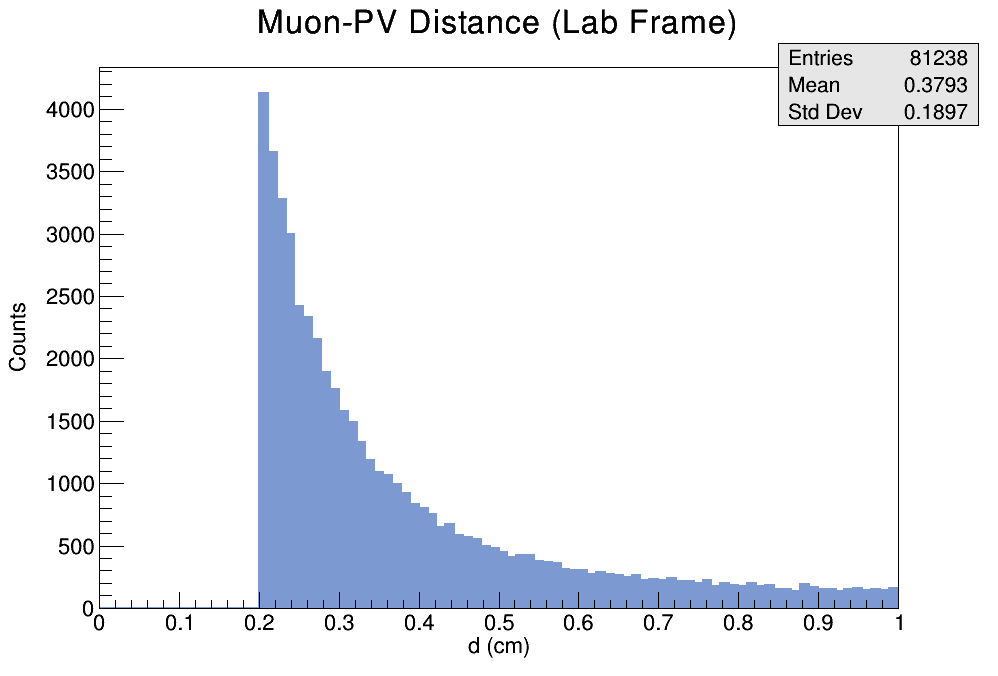 Muon-PV Distance (Lab Frame)
Entries 81238
Mean 0.3793
Std Dev 0.1897
Counts
4000
3500
3000
2500
2000
1500
1000
500
0
0 0.1 0.2 0.3 0.4 0.5 0.6 0.7 0.8 0.9 1
d (cm)